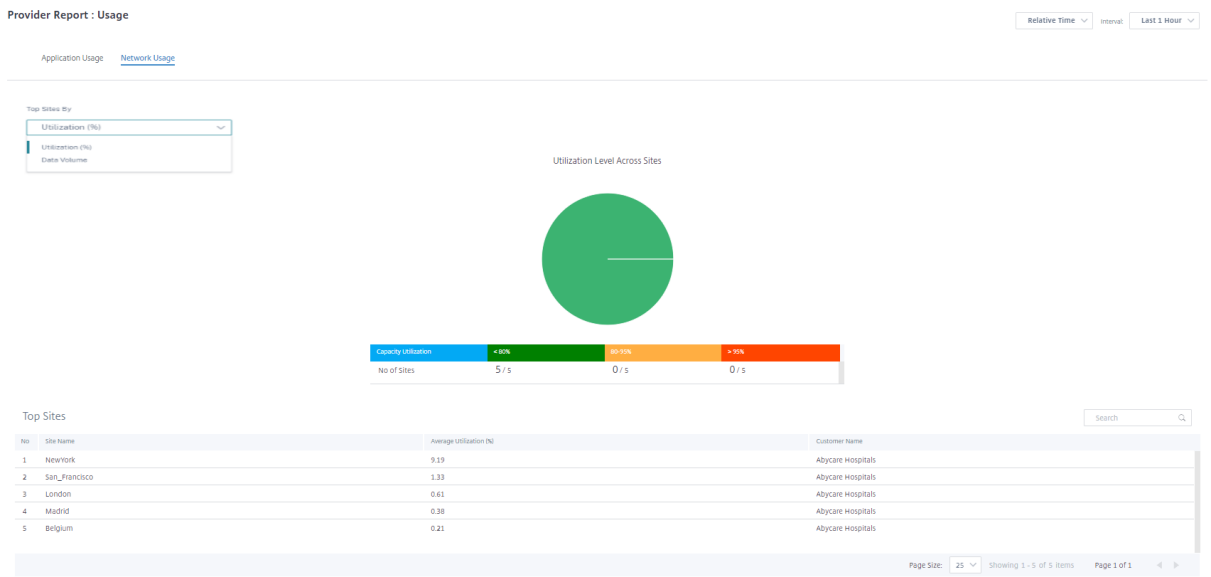 Provider Report : Usage
Relative Time Interval: Last 1 Hour
Application Usage Network Usage
Top Sites By
Utilization (%)
Utilization (%)
Data Volume
Utilization Level Across Sites
Capacity Utilization < 80% 80-95% > 95%
No of Sites 5 / 5 0 / 5 0 / 5
Top Sites
Search
No Site Name Average Utilization (%) Customer Name
1 NewYork 9.19 Abycare Hospitals
2 San_Francisco 1.33 Abycare Hospitals
3 London 0.61 Abycare Hospitals
4 Madrid 0.38 Abycare Hospitals
5 Belgium 0.21 Abycare Hospitals
Page Size: 25 Showing 1 - 5 of 5 items Page 1 of 1